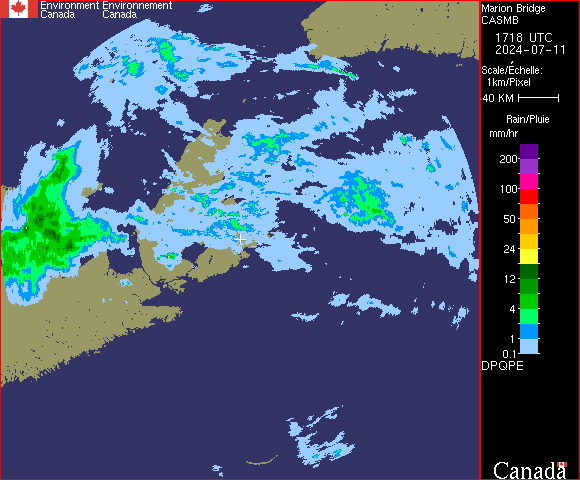 Environment Environnement
Canada Canada
Marion Bridge
CASMB
1718 UTC
2024-07-11
Scale/Echelle:
1km/Pixel
40 KM
Rain/Pluie
mm/hr
200
100
50
24
12
4
1
0.1
DPQPE
Canada